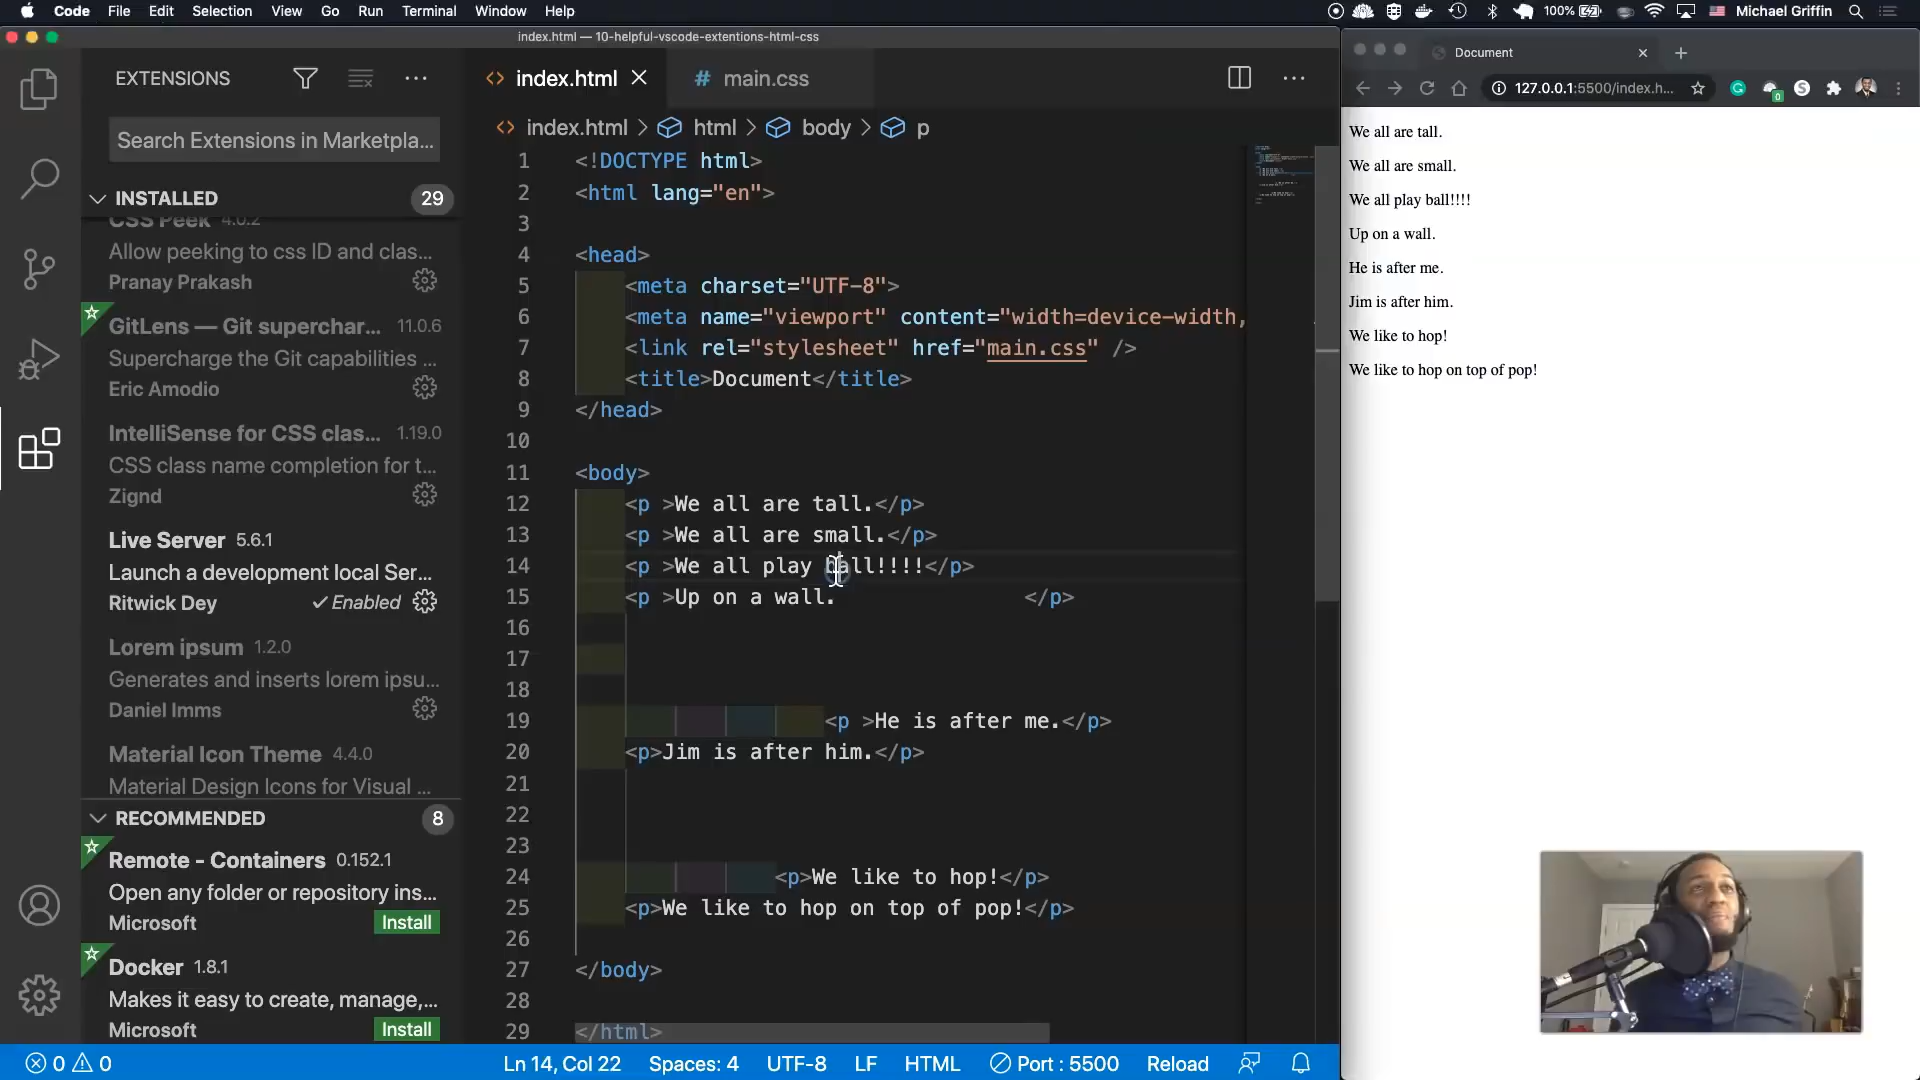 Code File Edit Selection View Go Run Terminal Window Help
100% Michael Griffin
index.html — 10-helpful-vscode-extentions-html-css
EXTENSIONS
Search Extensions in Marketpla...
INSTALLED 29
CSS Peek 4.0.2
Allow peeking to css ID and clas...
Pranay Prakash
GitLens — Git superchar... 11.0.6
Supercharge the Git capabilities ...
Eric Amodio
IntelliSense for CSS clas... 1.19.0
CSS class name completion for t...
Zignd
Live Server 5.6.1
Launch a development local Ser...
Ritwick Dey ✓ Enabled
Lorem ipsum 1.2.0
Generates and inserts lorem ipsu...
Daniel Imms
Material Icon Theme 4.4.0
Material Design Icons for Visual ...
RECOMMENDED 8
Remote - Containers 0.152.1
Open any folder or repository ins...
Microsoft Install
Docker 1.8.1
Makes it easy to create, manage,...
Microsoft Install
<> index.html # main.css
<> index.html > html > body > p
1 <!DOCTYPE html>
2 <html lang="en">
3
4 <head>
5 <meta charset="UTF-8">
6 <meta name="viewport" content="width=device-width,
7 <link rel="stylesheet" href="main.css" />
8 <title>Document</title>
9 </head>
10
11 <body>
12 <p >We all are tall.</p>
13 <p >We all are small.</p>
14 <p >We all play ball!!!!</p>
15 <p >Up on a wall. </p>
16
17
18
19 <p >He is after me.</p>
20 <p>Jim is after him.</p>
21
22
23
24 <p>We like to hop!</p>
25 <p>We like to hop on top of pop!</p>
26
27 </body>
28
29 </html>
0 0 Ln 14, Col 22 Spaces: 4 UTF-8 LF HTML Port : 5500 Reload
Document
127.0.0.1:5500/index.h...
0
We all are tall.
We all are small.
We all play ball!!!!
Up on a wall.
He is after me.
Jim is after him.
We like to hop!
We like to hop on top of pop!